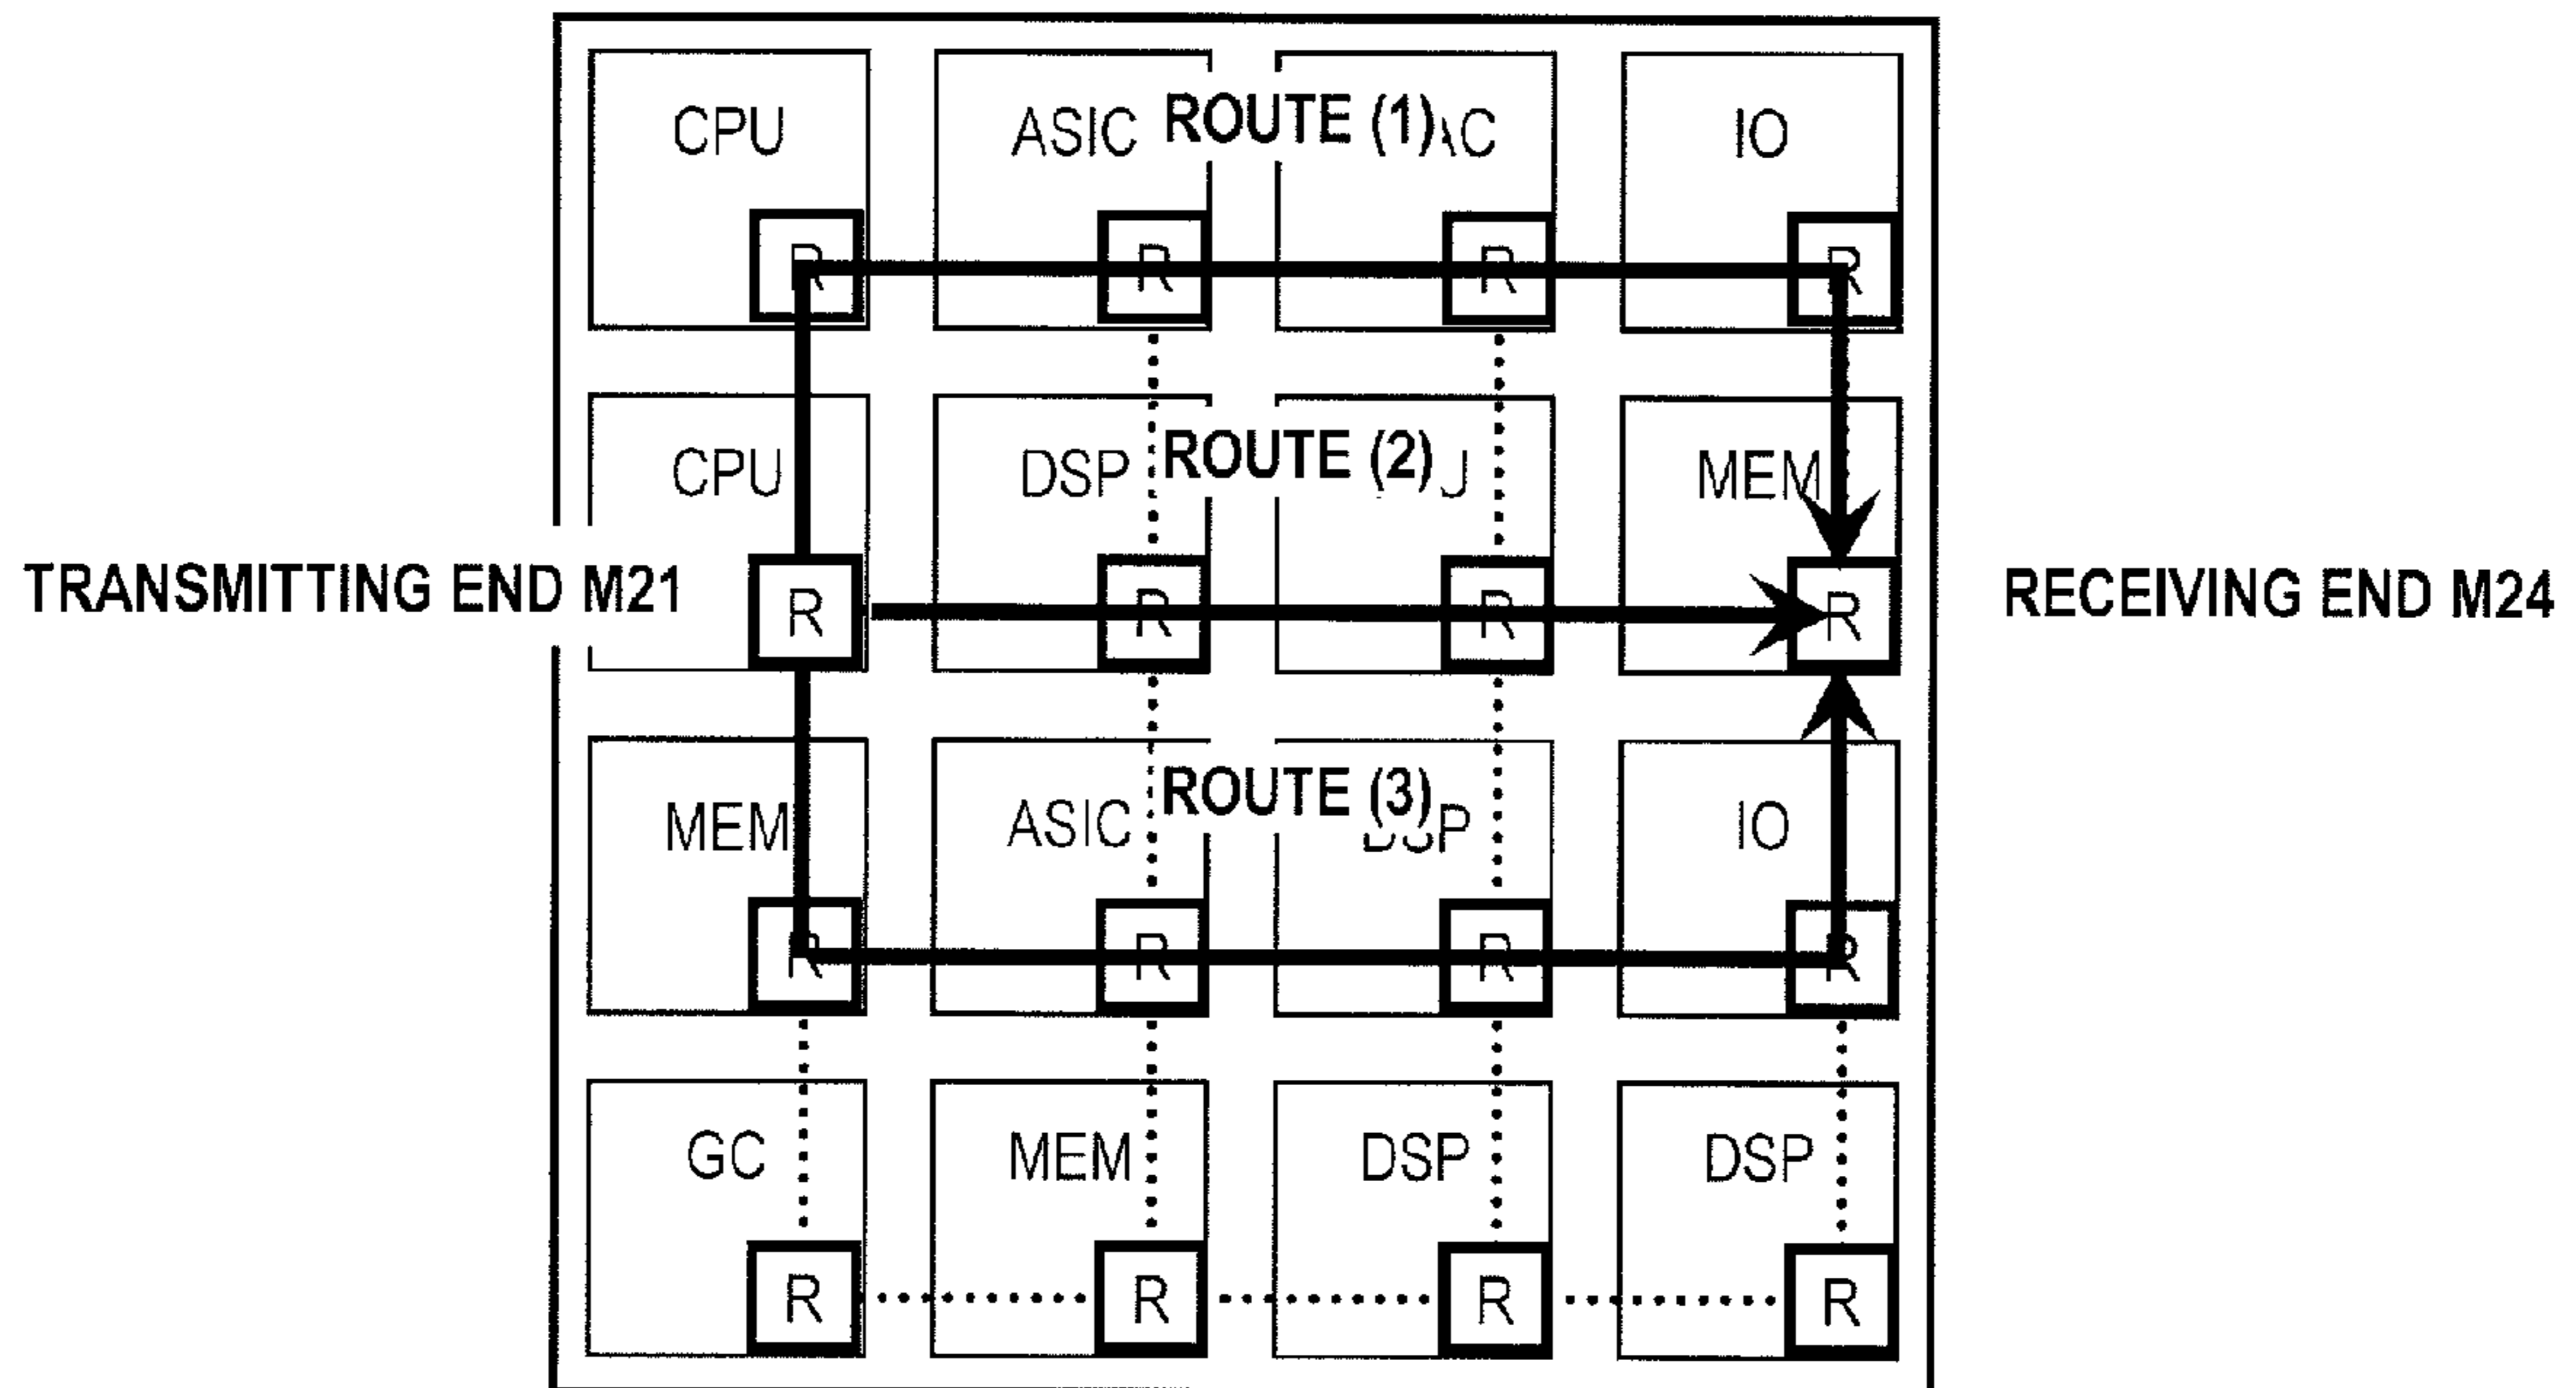 CPU ASIC ROUTE (1) IO
R R R R
CPU DSP ROUTE (2) MEM
TRANSMITTING END M21 R R R R RECEIVING END M24
MEM ASIC ROUTE (3) IO
R R R R
GC MEM DSP DSP
R R R R